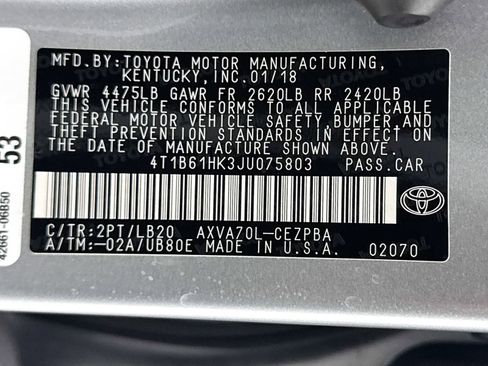 MFD.BY:TOYOTA MOTOR MANUFACTURING,
KENTUCKY,INC.01/18
GVWR 4475LB GAWR FR 2620LB RR 2420LB
THIS VEHICLE CONFORMS TO ALL APPLICABLE
FEDERAL MOTOR VEHICLE SAFETY,BUMPER,AND
THEFT PREVENTION STANDARDS IN EFFECT ON
THE DATE OF MANUFACTURE SHOWN ABOVE.
4T1B61HK3JU075803 PASS.CAR
C/TR:2PT/LB20 AXVA70L-CEZPBA
A/TM:-02A/UB80E MADE IN U.S.A. 02070
53
42661-06B50